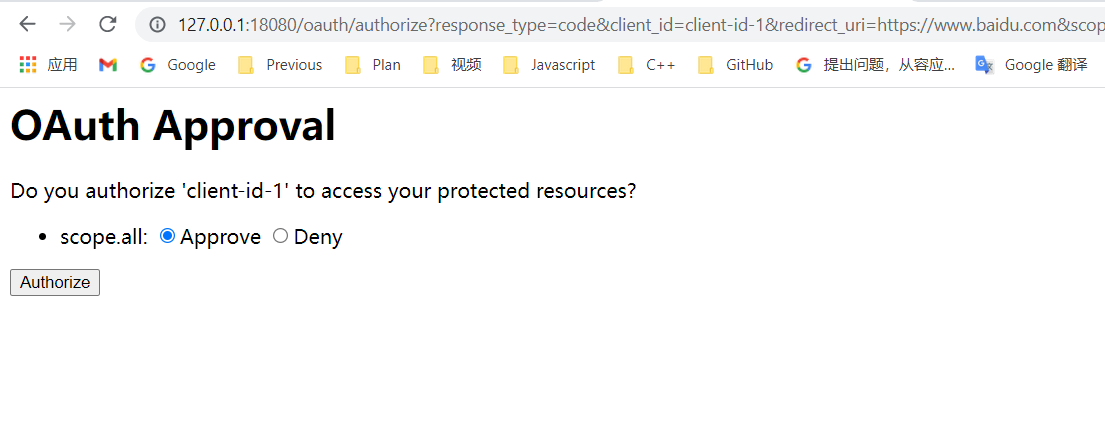 127.0.0.1:18080/oauth/authorize?response_type=code&client_id=client-id-1&redirect_uri=https://www.baidu.com&scop
应用 Google Previous Plan 视频 Javascript C++ GitHub 提出问题，从容应... Google 翻译
OAuth Approval
Do you authorize 'client-id-1' to access your protected resources?
scope.all: Approve Deny
Authorize